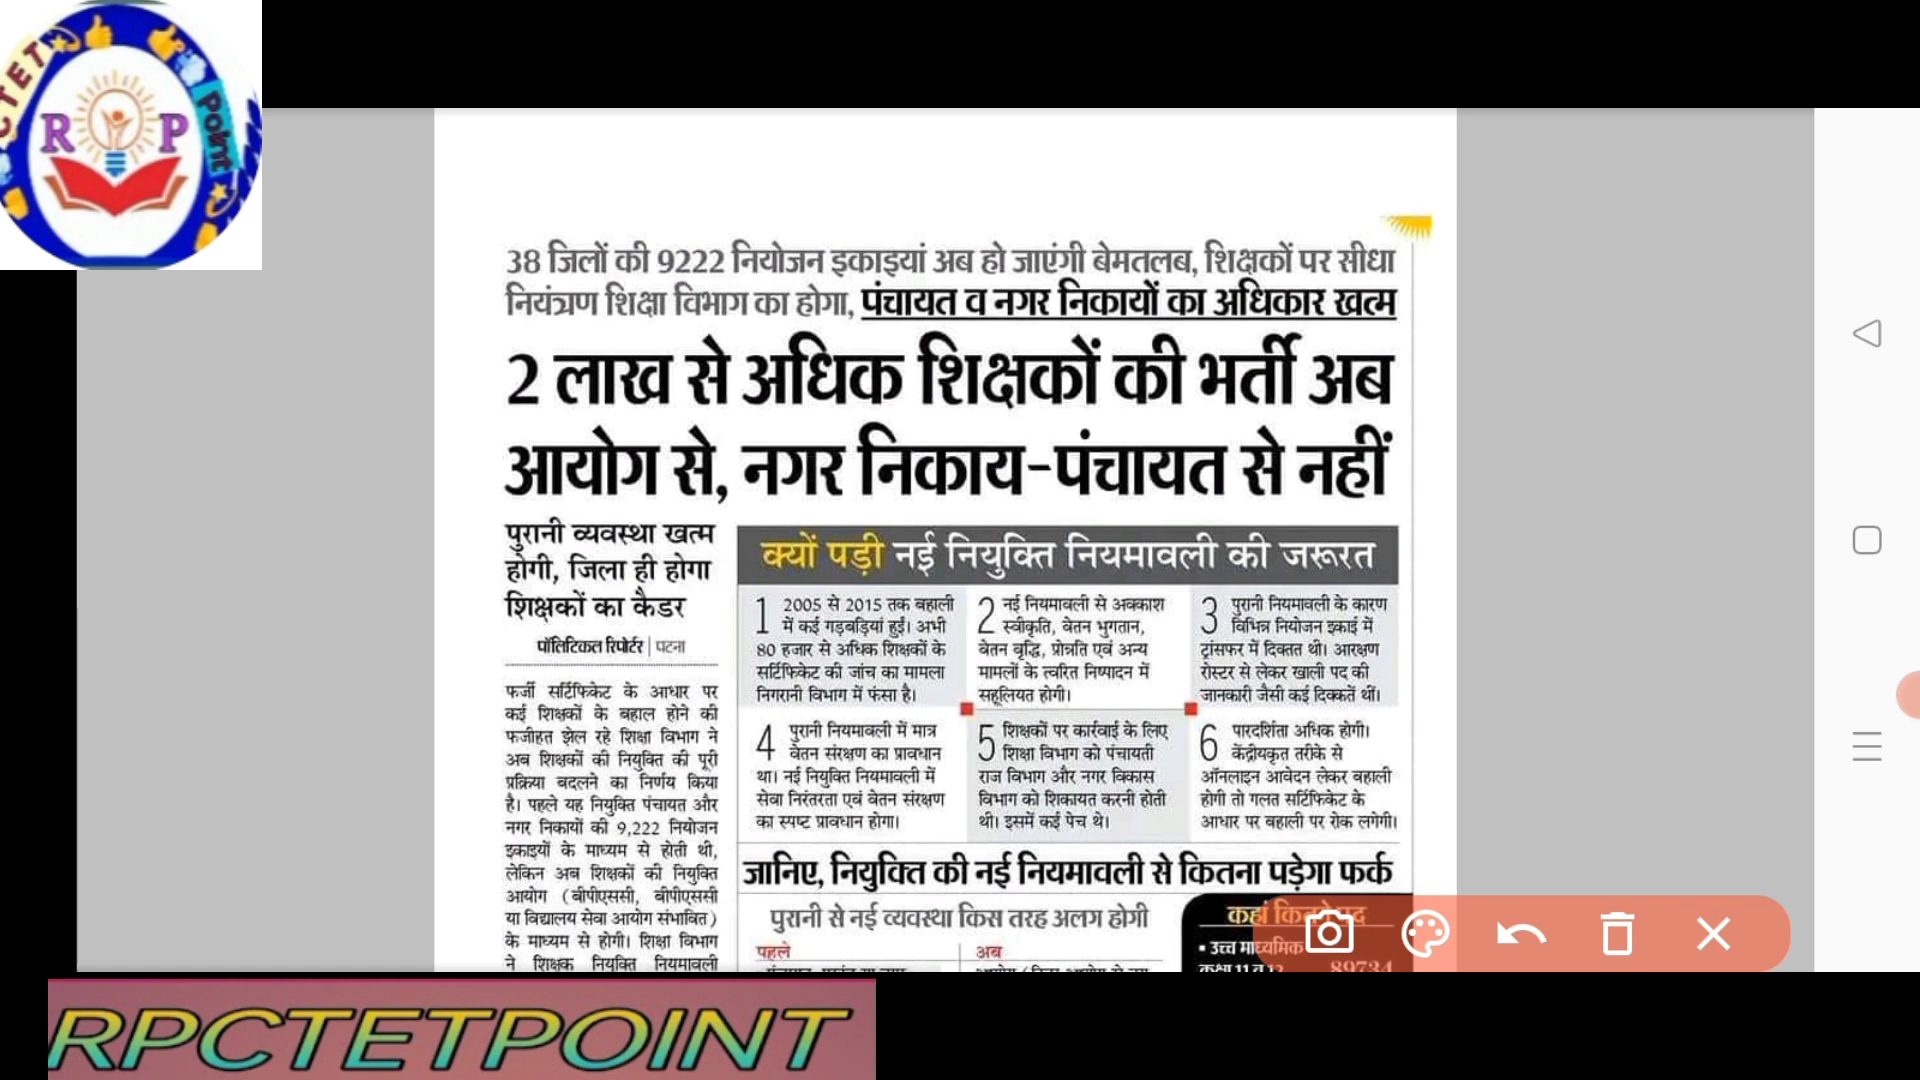 CTET
Point
R P
38 जिलों की 9222 नियोजन इकाइयां अब हो जाएंगी बेमतलब, शिक्षकों पर सीधा
नियंत्रण शिक्षा विभाग का होगा, पंचायत व नगर निकायों का अधिकार खत्म
2 लाख से अधिक शिक्षकों की भर्ती अब
आयोग से, नगर निकाय-पंचायत से नहीं
पुरानी व्यवस्था खत्म
होगी, जिला ही होगा
शिक्षकों का कैडर
पॉलिटिकल रिपोर्टर | पटना
फर्जी सर्टिफिकेट के आधार पर
कई शिक्षकों के बहाल होने की
फजीहत झेल रहे शिक्षा विभाग ने
अब शिक्षकों की नियुक्ति की पूरी
प्रक्रिया बदलने का निर्णय किया
है। पहले यह नियुक्ति पंचायत और
नगर निकायों की 9,222 नियोजन
इकाइयों के माध्यम से होती थी,
लेकिन अब शिक्षकों की नियुक्ति
आयोग (बीपीएससी, बीपीएससी
या विद्यालय सेवा आयोग संभावित)
के माध्यम से होगी। शिक्षा विभाग
ने शिक्षक नियुक्ति नियमावली
क्यों पड़ी नई नियुक्ति नियमावली की जरूरत
1 2005 से 2015 तक बहाली
में कई गड़बड़ियां हुईं। अभी
80 हजार से अधिक शिक्षकों के
सर्टिफिकेट की जांच का मामला
निगरानी विभाग में फंसा है।
2 नई नियमावली से अवकाश
स्वीकृति, वेतन भुगतान,
वेतन वृद्धि, प्रोन्नति एवं अन्य
मामलों के त्वरित निष्पादन में
सहूलियत होगी।
3 पुरानी नियमावली के कारण
विभिन्न नियोजन इकाई में
ट्रांसफर में दिक्कत थी। आरक्षण
रोस्टर से लेकर खाली पद की
जानकारी जैसी कई दिक्कतें थीं।
4 पुरानी नियमावली में मात्र
वेतन संरक्षण का प्रावधान
था। नई नियुक्ति नियमावली में
सेवा निरंतरता एवं वेतन संरक्षण
का स्पष्ट प्रावधान होगा।
5 शिक्षकों पर कार्रवाई के लिए
शिक्षा विभाग को पंचायती
राज विभाग और नगर विकास
विभाग को शिकायत करनी होती
थी। इसमें कई पेच थे।
6 पारदर्शिता अधिक होगी।
केंद्रीयकृत तरीके से
ऑनलाइन आवेदन लेकर बहाली
होगी तो गलत सर्टिफिकेट के
आधार पर बहाली पर रोक लगेगी।
जानिए, नियुक्ति की नई नियमावली से कितना पड़ेगा फर्क
पुरानी से नई व्यवस्था किस तरह अलग होगी
पहले
अब
कहां कितने पद
▪ उच्च माध्यमिक
कक्षा 11 व 12
89734
RPCTETPOINT